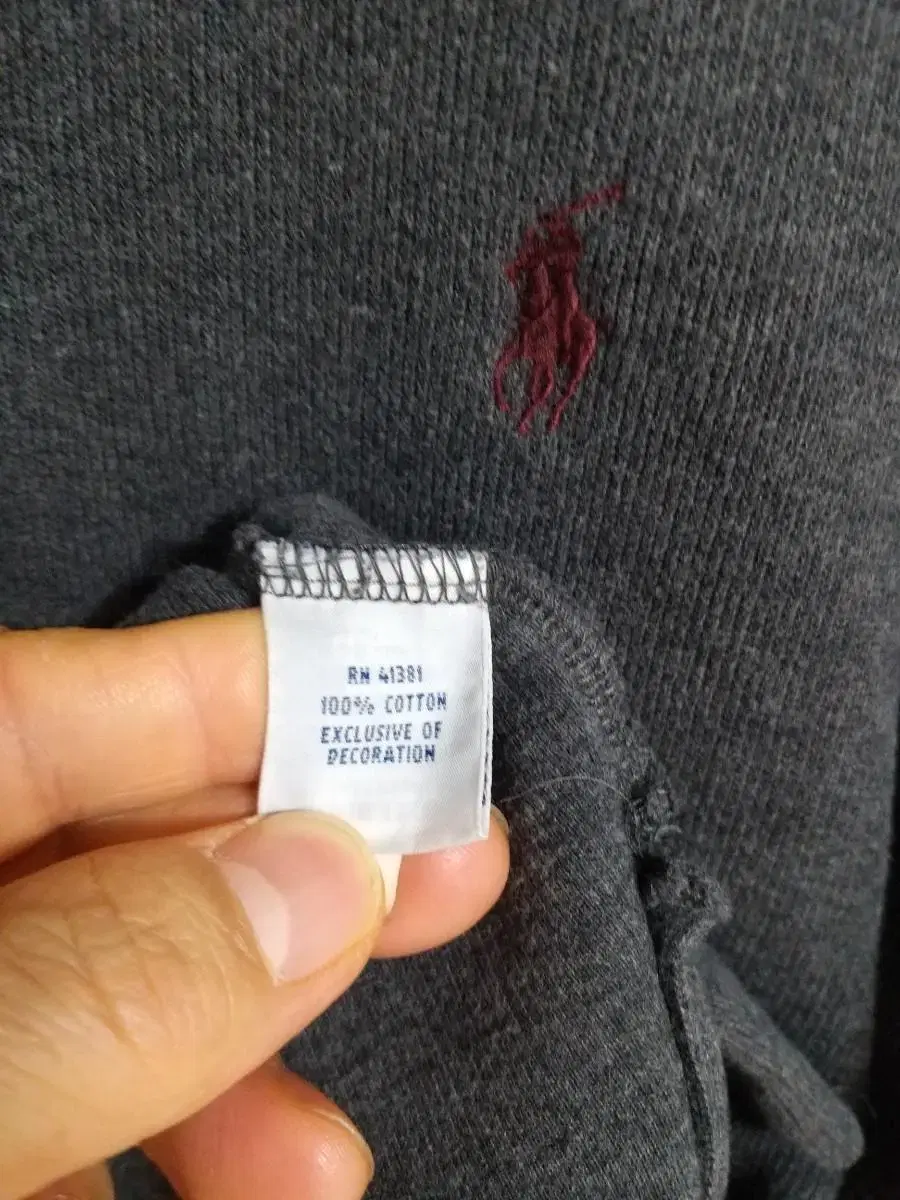 RN 41381
100% COTTON
EXCLUSIVE OF
DECORATION